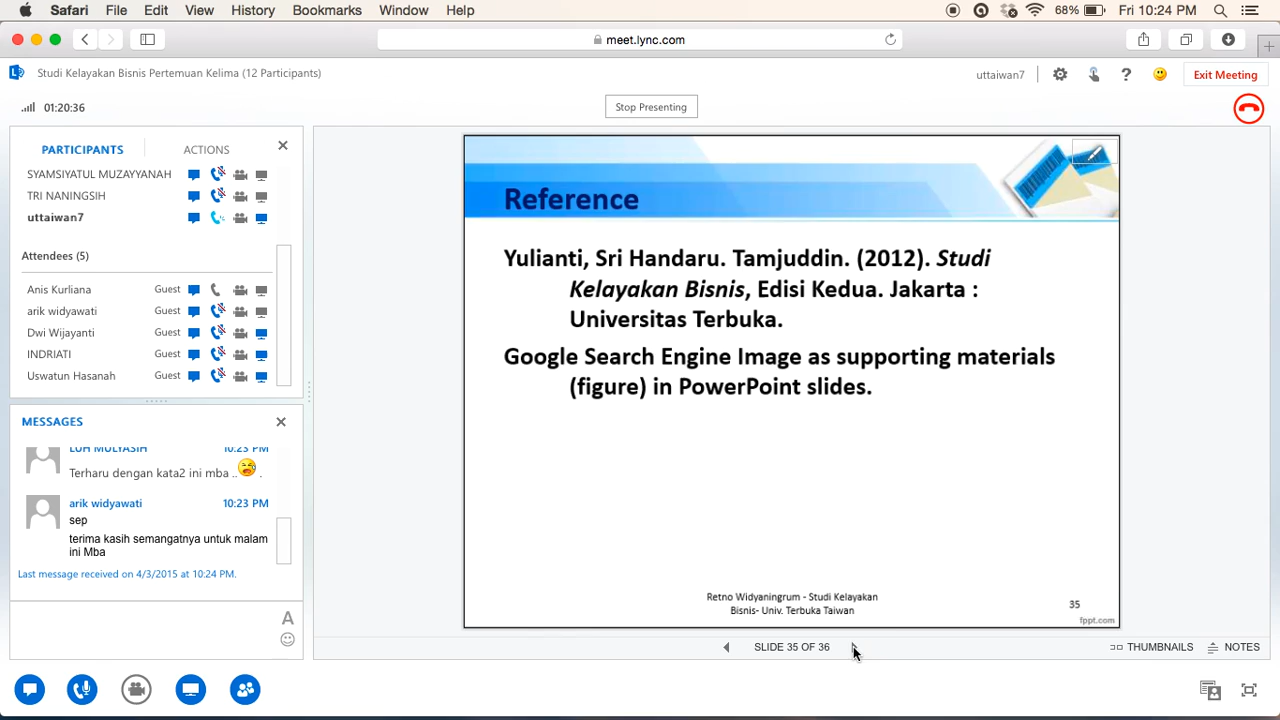 Safari File Edit View History Bookmarks Window Help 68% Fri 10:24 PM
meet.lync.com
Studi Kelayakan Bisnis Pertemuan Kelima (12 Participants)
uttaiwan7 ? Exit Meeting
01:20:36
Stop Presenting
PARTICIPANTS ACTIONS
SYAMSIYATUL MUZAYYANAH
TRI NANINGSIH
uttaiwan7
Attendees (5)
Anis Kurliana Guest
arik widyawati Guest
Dwi Wijayanti Guest
INDRIATI Guest
Uswatun Hasanah Guest
MESSAGES
LUH MULYASIH 10:23 PM
Terharu dengan kata2 ini mba .. .
arik widyawati 10:23 PM
sep
terima kasih semangatnya untuk malam
ini Mba
Last message received on 4/3/2015 at 10:24 PM.
A
Reference
Yulianti, Sri Handaru. Tamjuddin. (2012). Studi
Kelayakan Bisnis, Edisi Kedua. Jakarta :
Universitas Terbuka.
Google Search Engine Image as supporting materials
(figure) in PowerPoint slides.
Retno Widyaningrum - Studi Kelayakan
Bisnis- Univ. Terbuka Taiwan
35
fppt.com
SLIDE 35 OF 36
THUMBNAILS NOTES